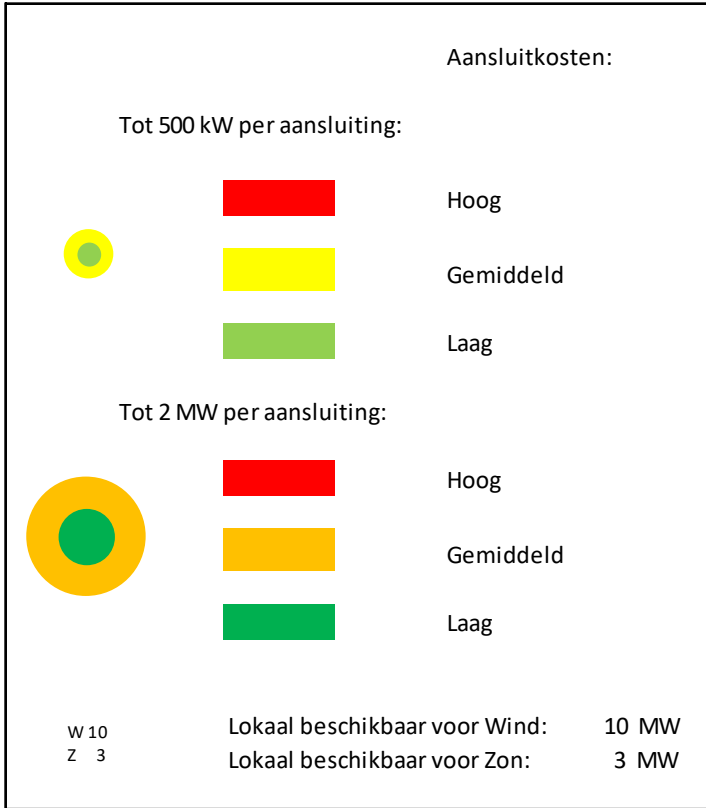 Aansluitkosten:
Tot 500 kW per aansluiting:
Hoog
Gemiddeld
Laag
Tot 2 MW per aansluiting:
Hoog
Gemiddeld
Laag
W 10 Lokaal beschikbaar voor Wind: 10 MW
Z 3 Lokaal beschikbaar voor Zon: 3 MW